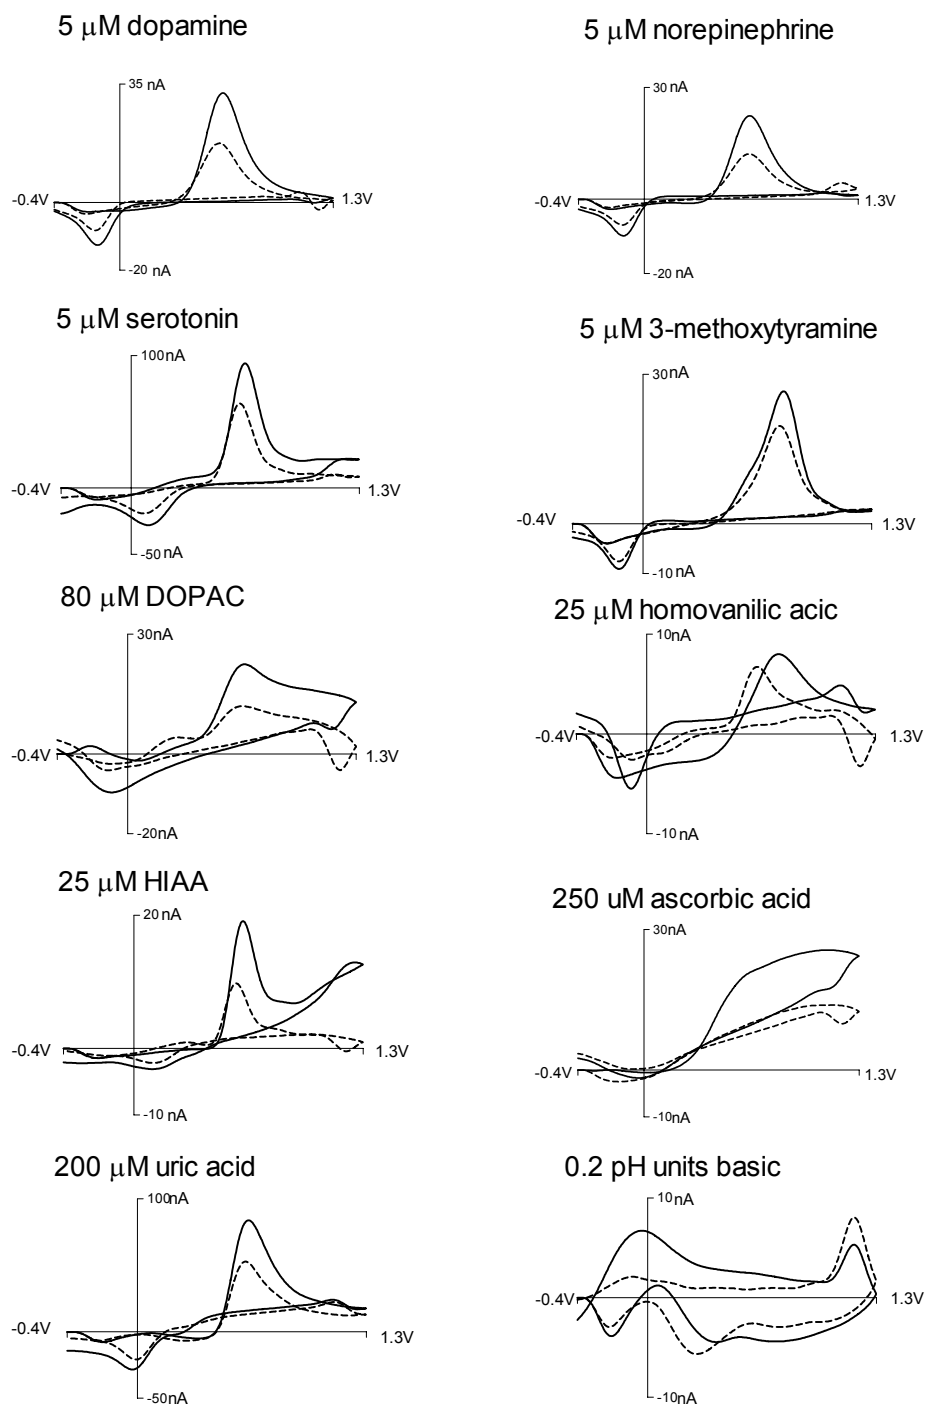 5 μM dopamine
5 μM norepinephrine
35 nA
-0.4V
1.3V
-20 nA
30 nA
-0.4V
1.3V
-20 nA
5 μM serotonin
5 μM 3-methoxytyramine
100nA
-0.4V
1.3V
-50 nA
30nA
-0.4V
1.3V
-10 nA
80 μM DOPAC
25 μM homovanilic acic
30nA
-0.4V
1.3V
-20nA
10nA
-0.4V
1.3V
-10 nA
25 μM HIAA
250 uM ascorbic acid
20 nA
-0.4V
1.3V
-10 nA
30nA
-0.4V
1.3V
-10nA
200 μM uric acid
0.2 pH units basic
100nA
-0.4V
1.3V
-50nA
10 nA
-0.4V
1.3V
-10nA